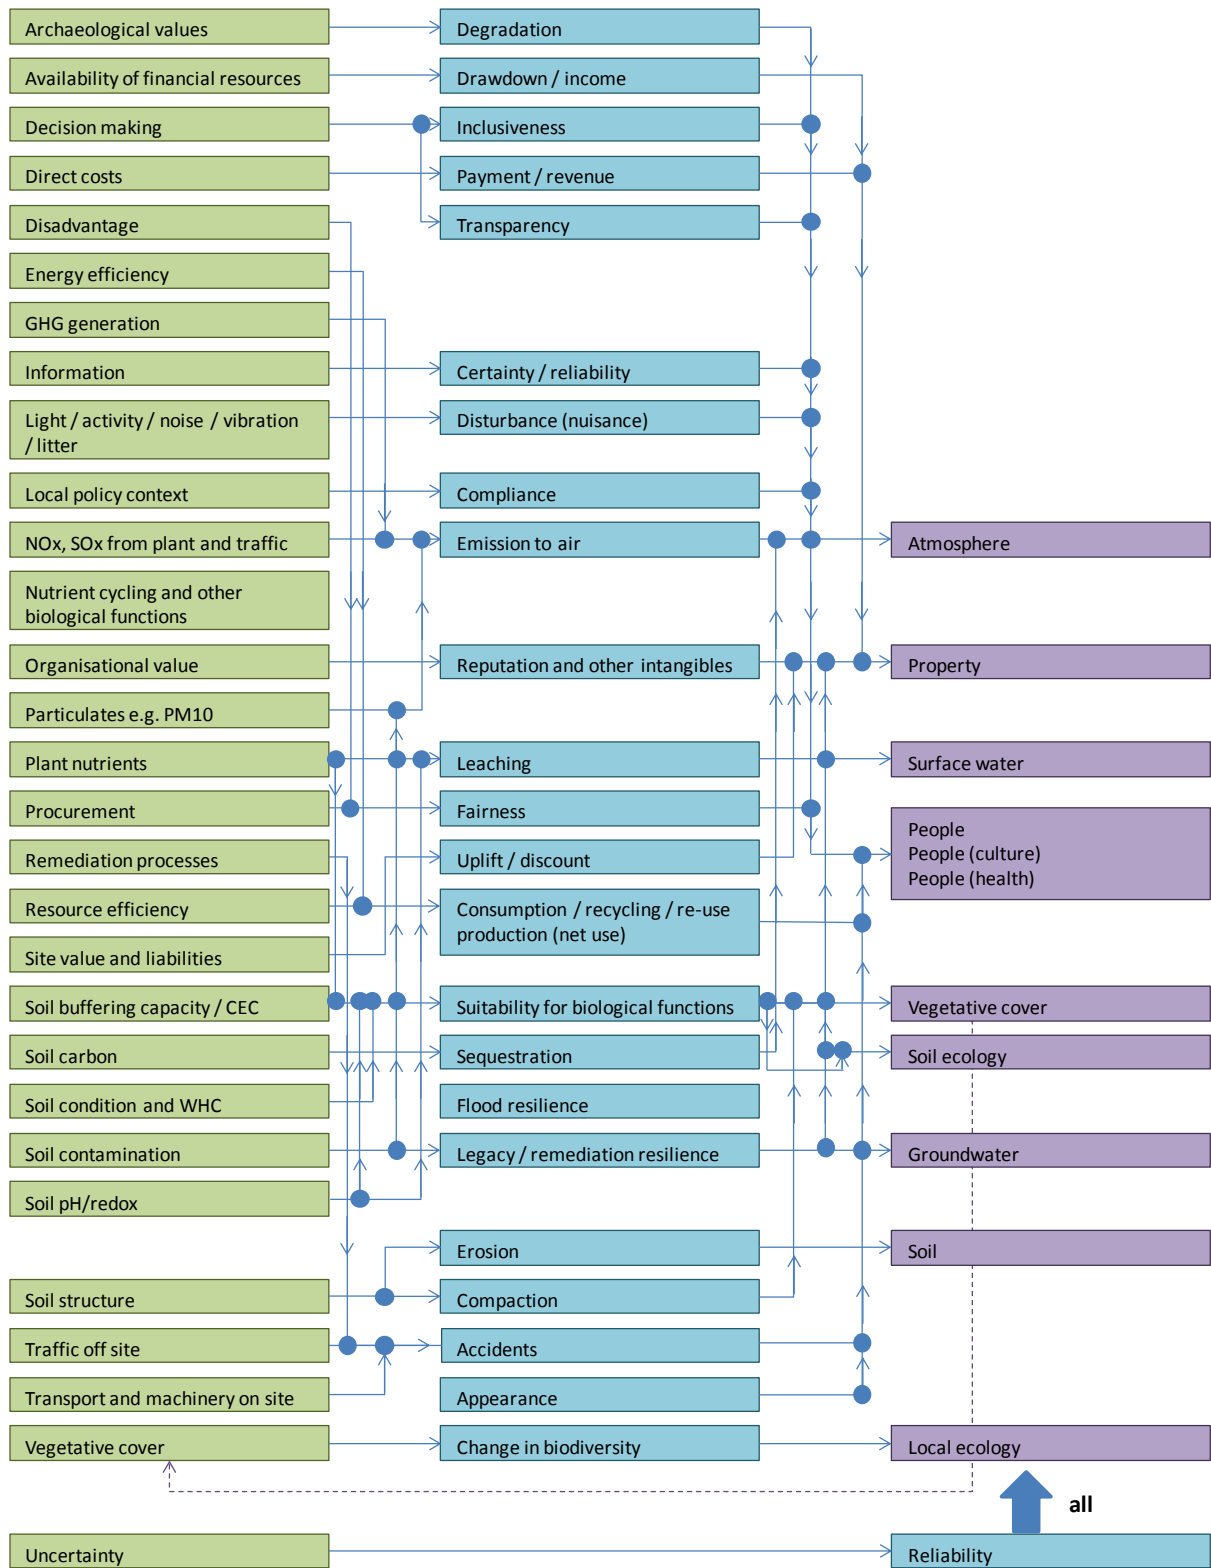 Archaeological values
Degradation
Availability of financial resources
Drawdown / income
Decision making
Inclusiveness
Direct costs
Payment / revenue
Disadvantage
Transparency
Energy efficiency
GHG generation
Information
Certainty / reliability
Light / activity / noise / vibration
/ litter
Disturbance (nuisance)
Local policy context
Compliance
NOx, SOx from plant and traffic
Emission to air
Atmosphere
Nutrient cycling and other
biological functions
Organisational value
Reputation and other intangibles
Property
Particulates e.g. PM10
Plant nutrients
Leaching
Surface water
Procurement
Fairness
People
People (culture)
People (health)
Remediation processes
Uplift / discount
Resource efficiency
Consumption / recycling / re-use
production (net use)
Site value and liabilities
Soil buffering capacity / CEC
Suitability for biological functions
Vegetative cover
Soil carbon
Sequestration
Soil ecology
Soil condition and WHC
Flood resilience
Soil contamination
Legacy / remediation resilience
Groundwater
Soil pH/redox
Erosion
Soil
Soil structure
Compaction
Traffic off site
Accidents
Transport and machinery on site
Appearance
Vegetative cover
Change in biodiversity
Local ecology
all
Uncertainty
Reliability